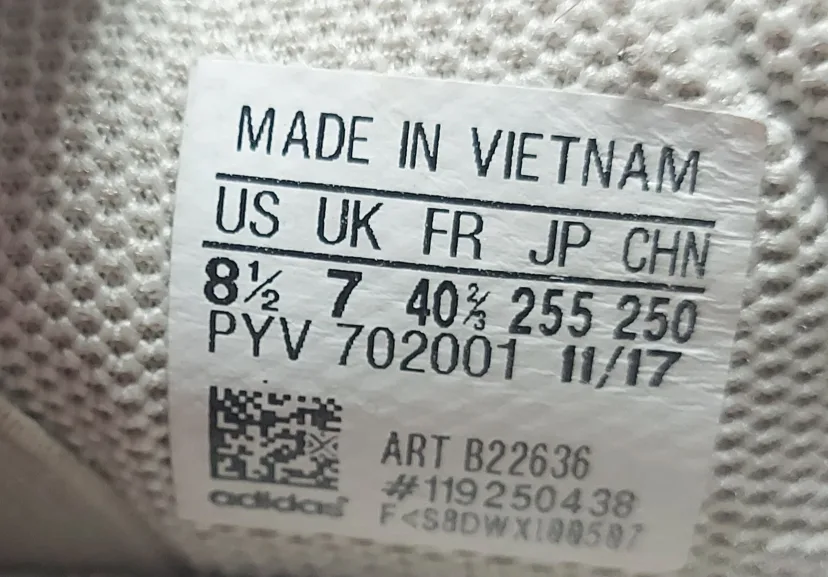 MADE IN VIETNAM
US UK FR JP CHN
8½ 7 40⅔ 255 250
PYV 702001 11/17
ART B22636
#119250438
adidas